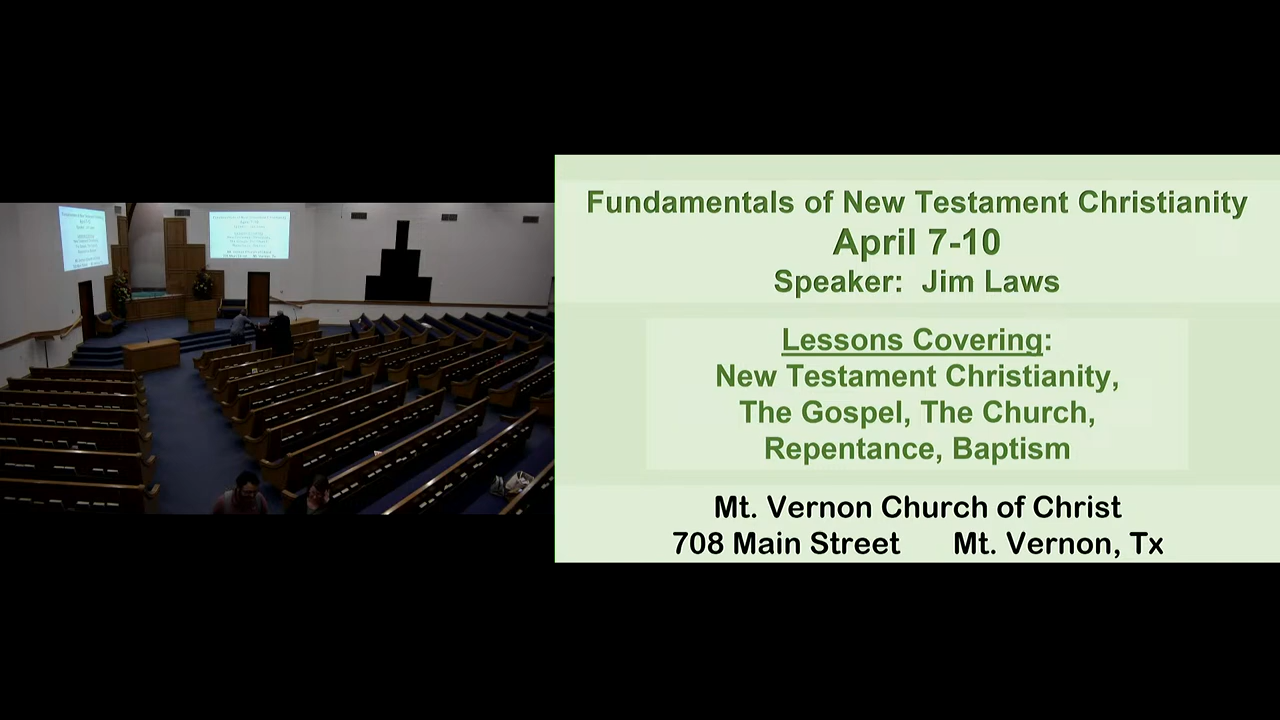 Fundamentals of New Testament Christianity
April 7-10
Speaker: Jim Laws
Lessons Covering:
New Testament Christianity,
The Gospel, The Church,
Repentance, Baptism
Mt. Vernon Church of Christ
708 Main Street Mt. Vernon, Tx